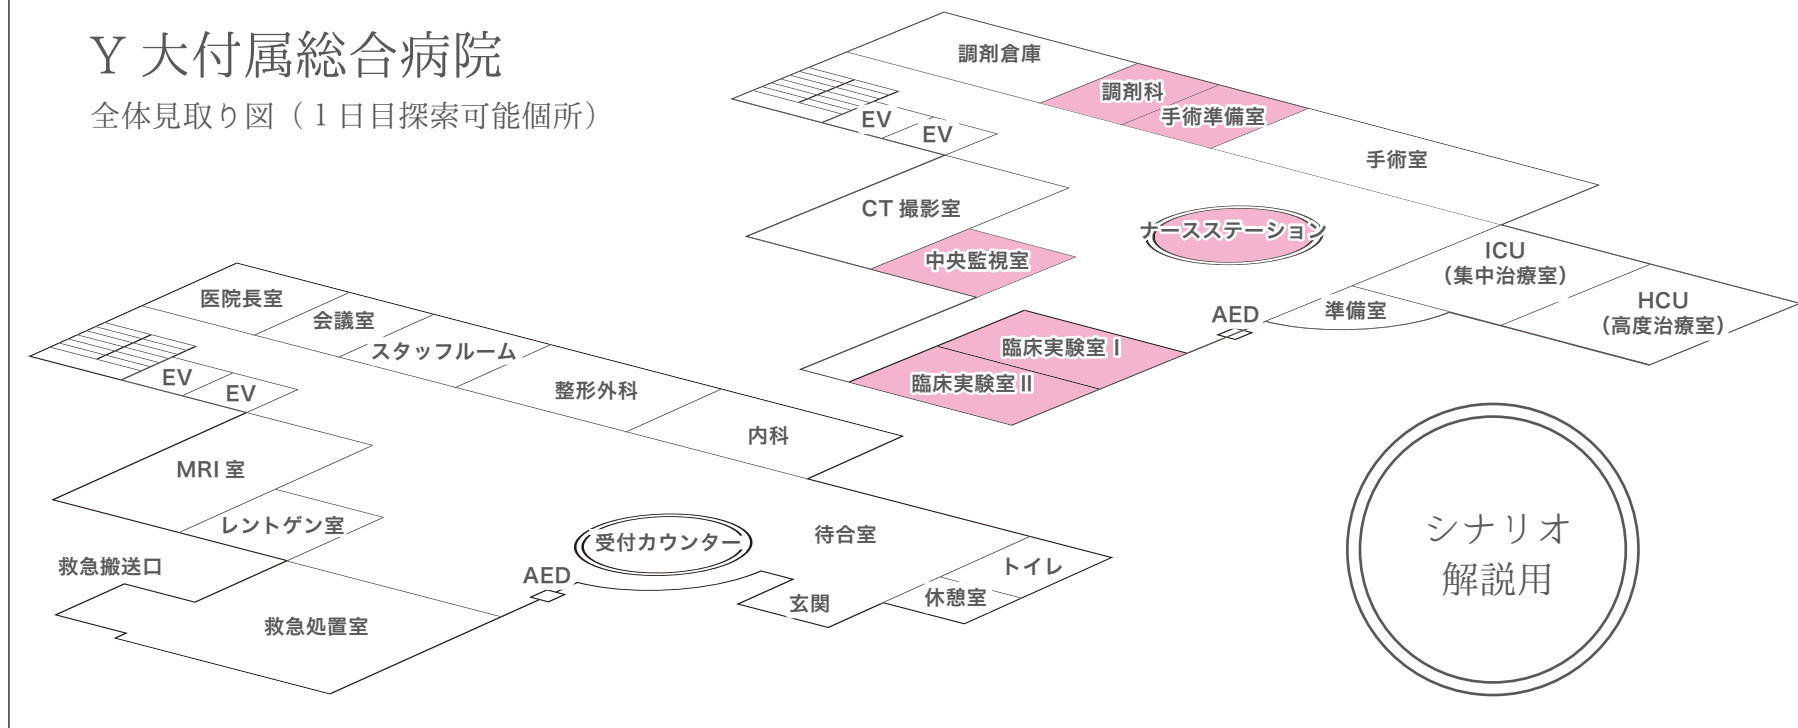 Y 大付属総合病院
全体見取り図（１日目探索可能個所）
調剤倉庫
調剤科
手術準備室
手術室
EV
EV
CT 撮影室
中央監視室
ナースステーション
ICU
（集中治療室）
HCU
（高度治療室）
準備室
AED
臨床実験室 I
臨床実験室 II
医院長室
会議室
スタッフルーム
整形外科
内科
EV
EV
MRI 室
レントゲン室
救急搬送口
救急処置室
AED
受付カウンター
待合室
玄関
休憩室
トイレ
シナリオ
解説用